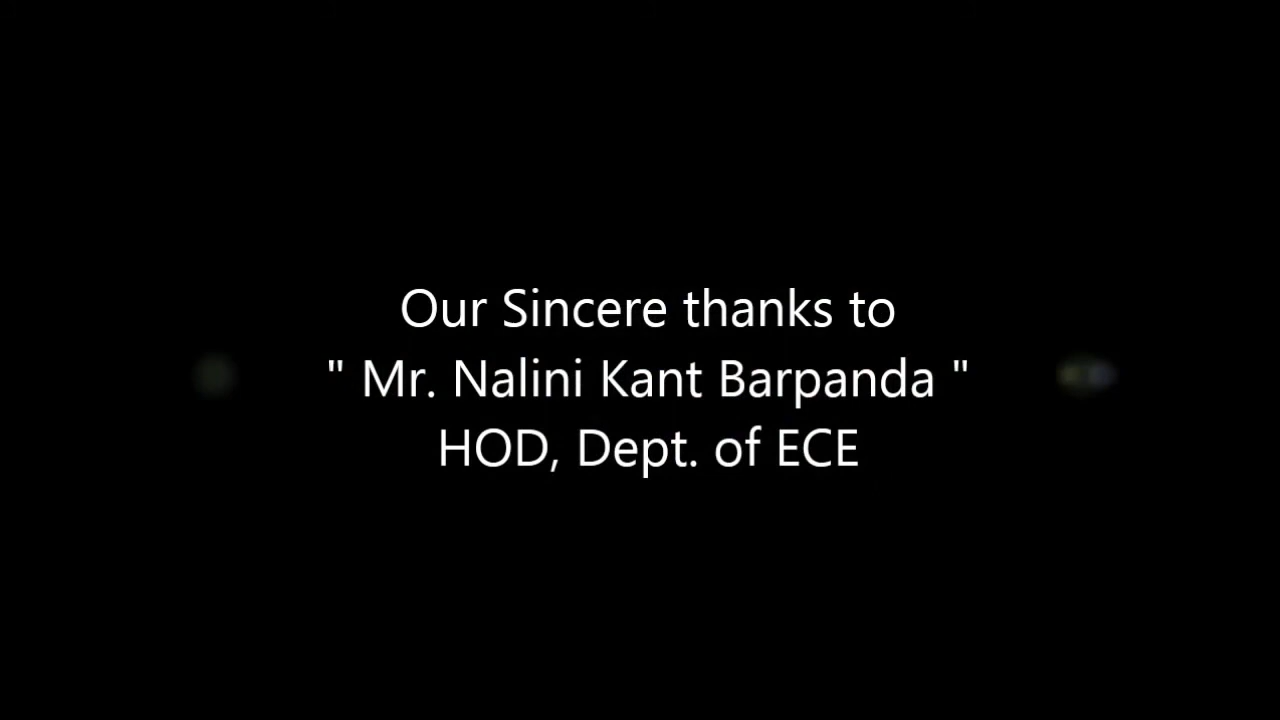 Our Sincere thanks to
" Mr. Nalini Kant Barpanda "
HOD, Dept. of ECE